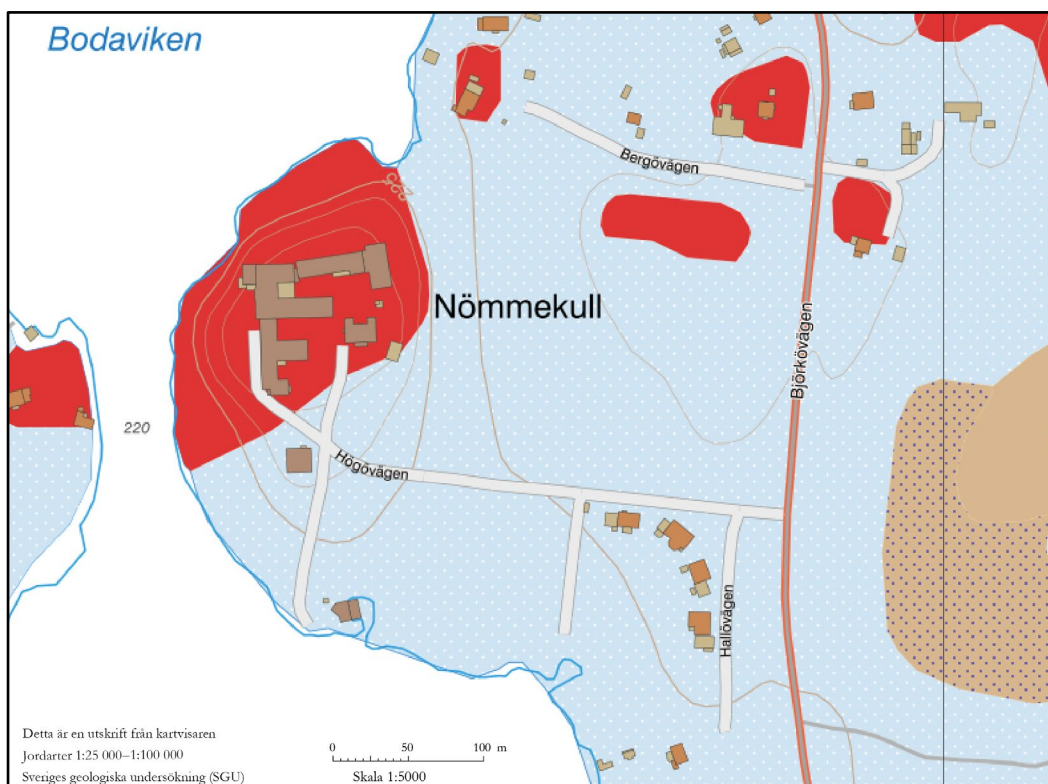 Bodaviken
225
Bergövägen
Nömmekull
Björkövägen
220
Högövägen
Hallövägen
Detta är en utskrift från kartvisaren
Jordarter 1:25 000–1:100 000
Sveriges geologiska undersökning (SGU)
0 50 100 m
Skala 1:5000